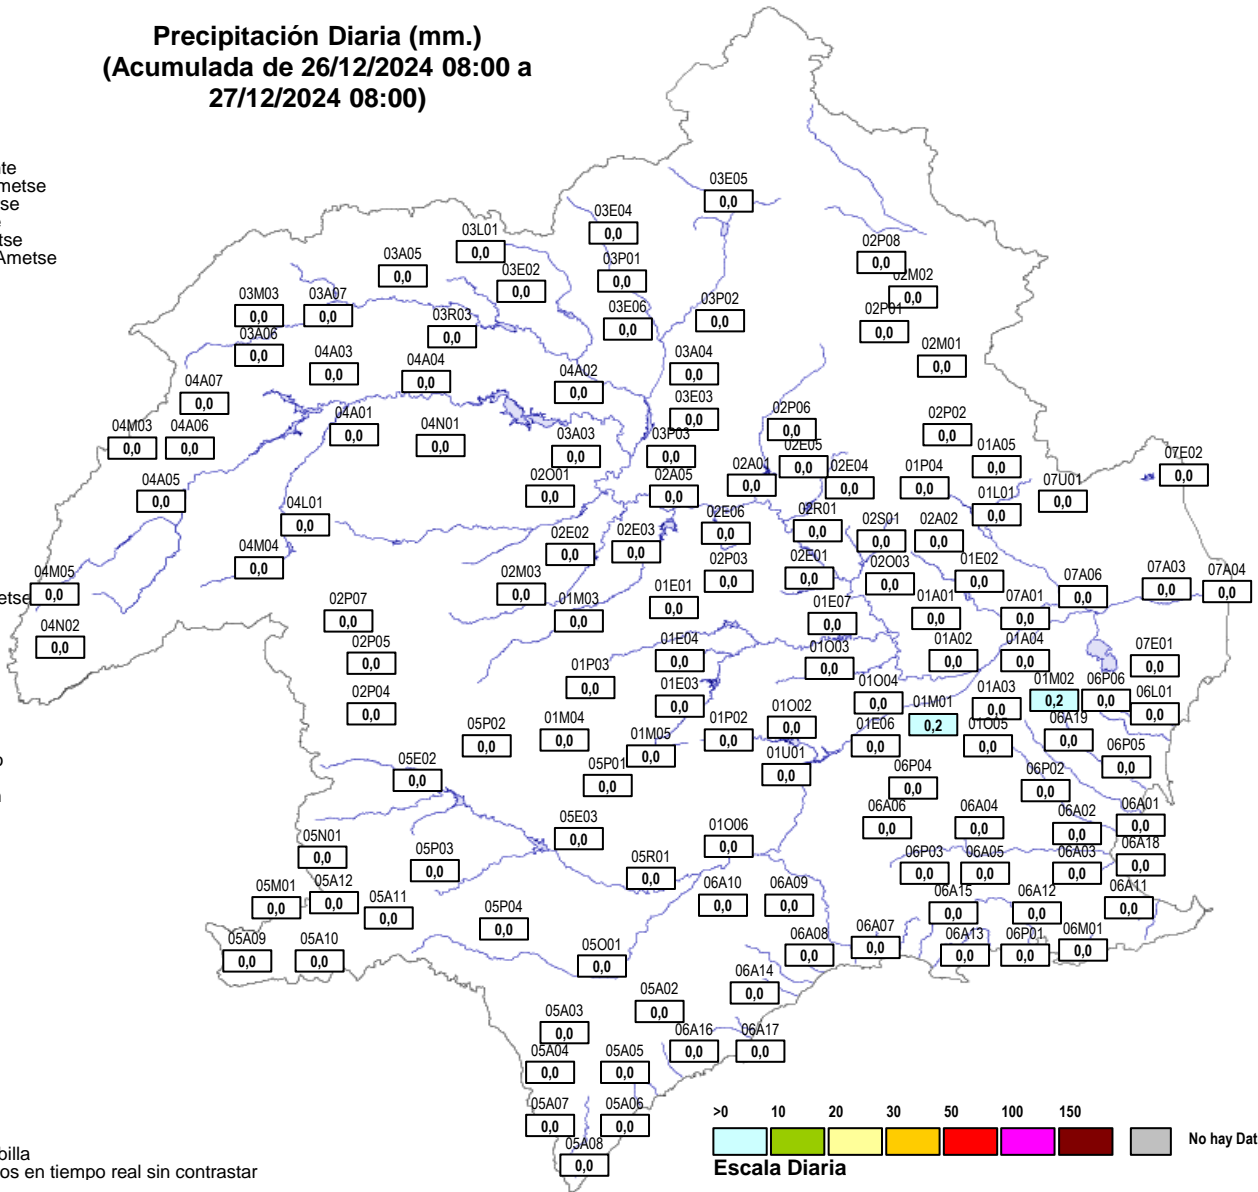 Precipitación Diaria (mm.)
(Acumulada de 26/12/2024 08:00 a
27/12/2024 08:00)
nte
metse
tse
e
tse
Ametse
03E05
0,0
03E04
0,0
03L01
0,0
02P08
0,0
03A05
0,0
03P01
0,0
03E02
0,0
02M02
0,0
03M03
0,0
03A07
0,0
03P02
0,0
03E06
0,0
02P01
0,0
03R03
0,0
03A06
0,0
02M01
0,0
04A03
0,0
03A04
0,0
04A04
0,0
04A02
0,0
04A07
0,0
03E03
0,0
02P06
0,0
04A01
0,0
02P02
0,0
04M03
0,0
04A06
0,0
04N01
0,0
03A03
0,0
03P03
0,0
02E05
0,0
01A05
0,0
07E02
0,0
02A01
0,0
02E04
0,0
01P04
0,0
04A05
0,0
02O01
0,0
02A05
0,0
07U01
0,0
01L01
0,0
04L01
0,0
02R01
0,0
02E06
0,0
02S01
0,0
02A02
0,0
02E02
0,0
02E03
0,0
04M04
0,0
02P03
0,0
02E01
0,0
02O03
0,0
01E02
0,0
04M05
0,0
etse
02M03
0,0
07A06
0,0
07A03
0,0
07A04
0,0
01E01
0,0
02P07
0,0
01M03
0,0
01E07
0,0
01A01
0,0
07A01
0,0
04N02
0,0
02P05
0,0
01E04
0,0
01O03
0,0
01A02
0,0
01A04
0,0
07E01
0,0
01P03
0,0
02P04
0,0
01E03
0,0
01O04
0,0
01M01
0,2
01A03
0,0
01M02
0,2
06P06
0,0
06L01
0,0
05P02
0,0
01M04
0,0
01P02
0,0
01O02
0,0
01E06
0,0
01O05
0,0
06A19
0,0
01M05
0,0
06P05
0,0
o
05E02
0,0
05P01
0,0
01U01
0,0
06P04
0,0
06P02
0,0
05E03
0,0
01O06
0,0
06A06
0,0
06A04
0,0
06A02
0,0
06A01
0,0
05N01
0,0
05P03
0,0
05R01
0,0
06P03
0,0
06A05
0,0
06A03
0,0
06A18
0,0
05M01
0,0
05A12
0,0
05A11
0,0
06A10
0,0
06A09
0,0
06A15
0,0
06A12
0,0
06A11
0,0
05P04
0,0
05A09
0,0
05A10
0,0
05O01
0,0
06A08
0,0
06A07
0,0
06A13
0,0
06P01
0,0
06M01
0,0
06A14
0,0
05A02
0,0
05A03
0,0
06A16
0,0
06A17
0,0
05A04
0,0
05A05
0,0
05A07
0,0
05A06
0,0
05A08
0,0
>0 10 20 30 50 100 150
No hay Dat
Escala Diaria
billa
os en tiempo real sin contrastar